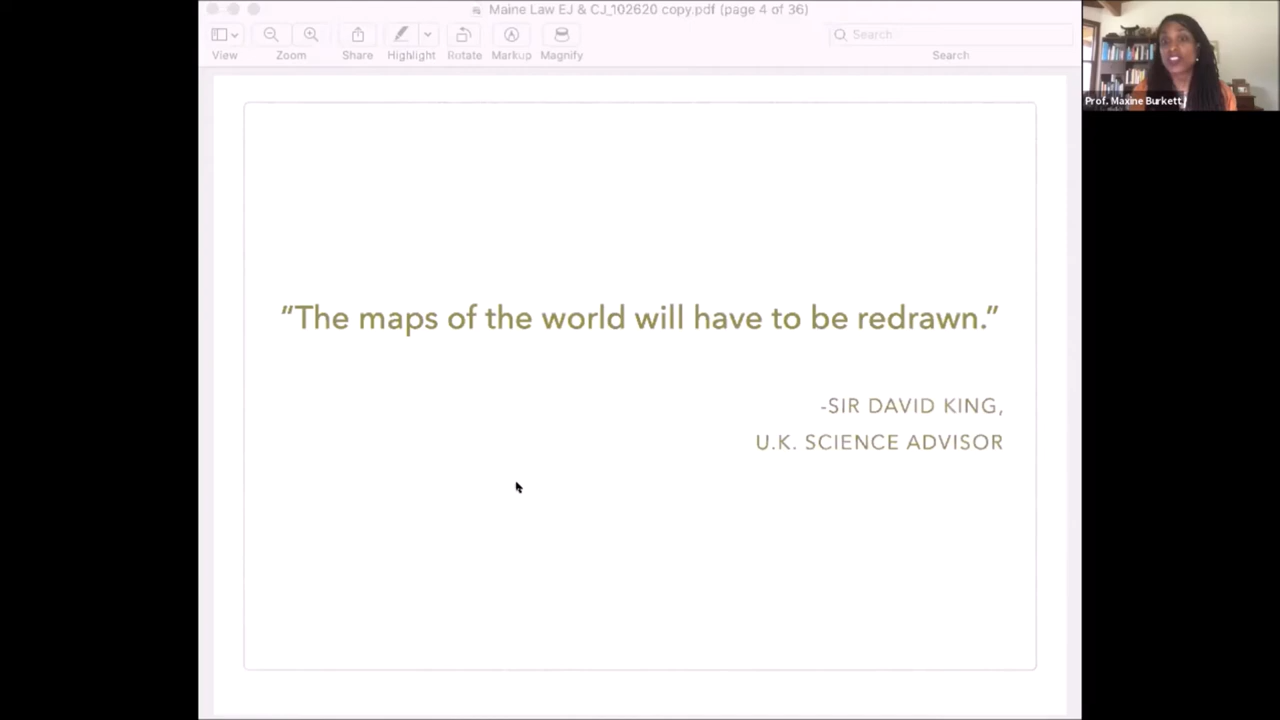 Maine Law EJ & CJ_102620 copy.pdf (page 4 of 36)
View
Zoom
Share
Highlight
Rotate
Markup
Magnify
Search
Search
Prof. Maxine Burkett
“The maps of the world will have to be redrawn.”
-SIR DAVID KING,
U.K. SCIENCE ADVISOR